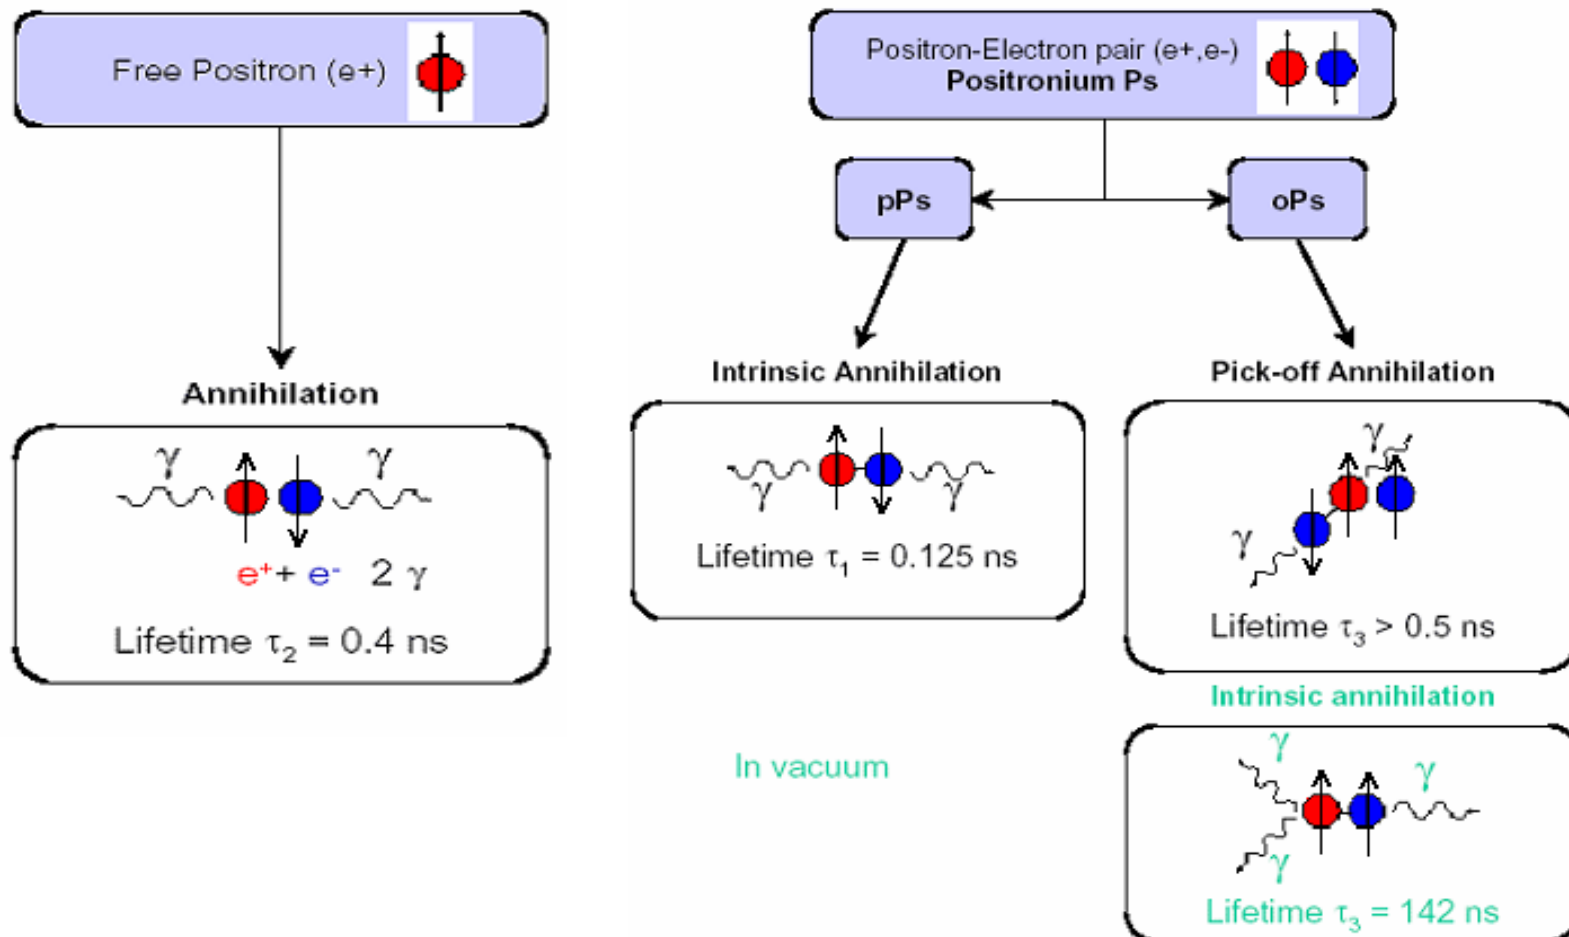 Free Positron (e+)
Annihilation
γ γ
e⁺+ e⁻ 2 γ
Lifetime τ₂ = 0.4 ns
Positron-Electron pair (e+,e-)
Positronium Ps
pPs
oPs
Intrinsic Annihilation
γ γ
Lifetime τ₁ = 0.125 ns
Pick-off Annihilation
γ
γ
Lifetime τ₃ > 0.5 ns
In vacuum
Intrinsic annihilation
γ
γ
γ
Lifetime τ₃ = 142 ns